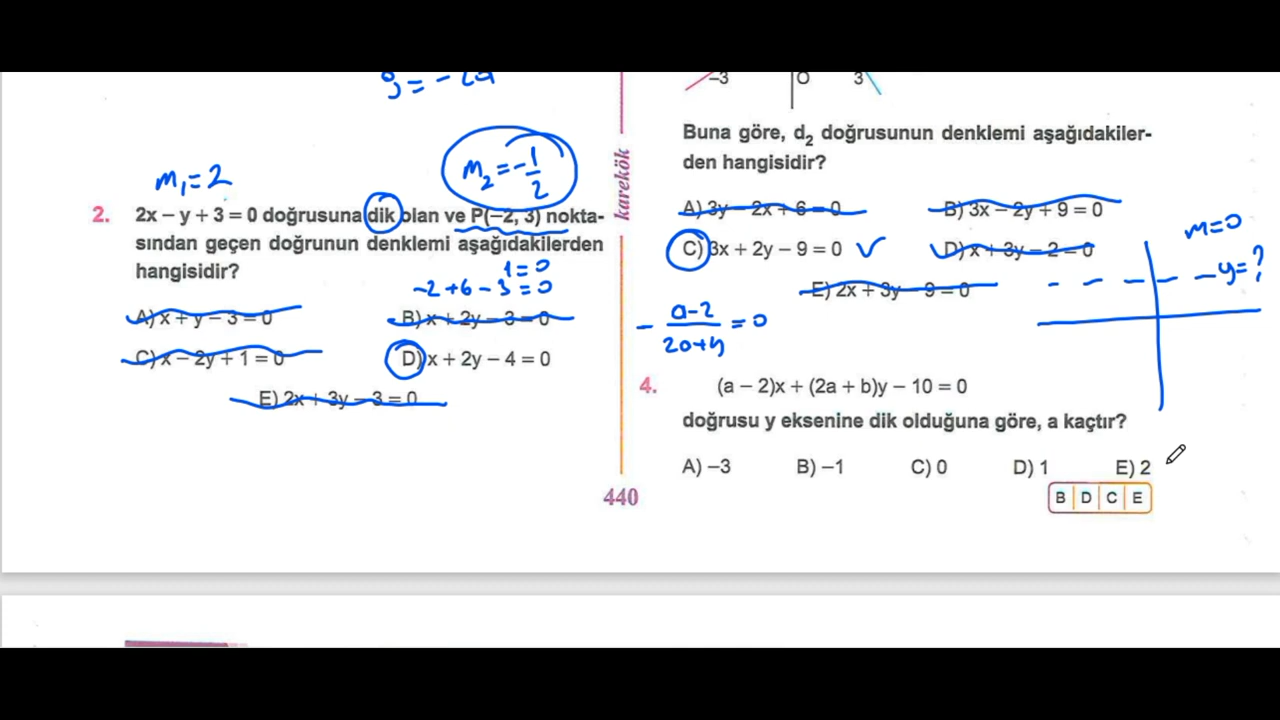 m₁=2
m₂=-1/2
2. 2x – y + 3 = 0 doğrusuna dik olan ve P(–2, 3) nokta-
sından geçen doğrunun denklemi aşağıdakilerden
hangisidir?
1=0
-2+6-3=0
A) x + y – 3 = 0 B) x + 2y – 3 = 0
C) x – 2y + 1 = 0 D) x + 2y – 4 = 0
E) 2x + 3y – 3 = 0
karekök
440
–3 O 3
Buna göre, d₂ doğrusunun denklemi aşağıdakiler-
den hangisidir?
A) 3y – 2x + 6 = 0 B) 3x – 2y + 9 = 0
C) 3x + 2y – 9 = 0 D) x + 3y – 2 = 0
E) 2x + 3y – 9 = 0
m=0
y=?
- a-2/2a+b = 0
4. (a – 2)x + (2a + b)y – 10 = 0
doğrusu y eksenine dik olduğuna göre, a kaçtır?
A) –3 B) –1 C) 0 D) 1 E) 2
B D C E